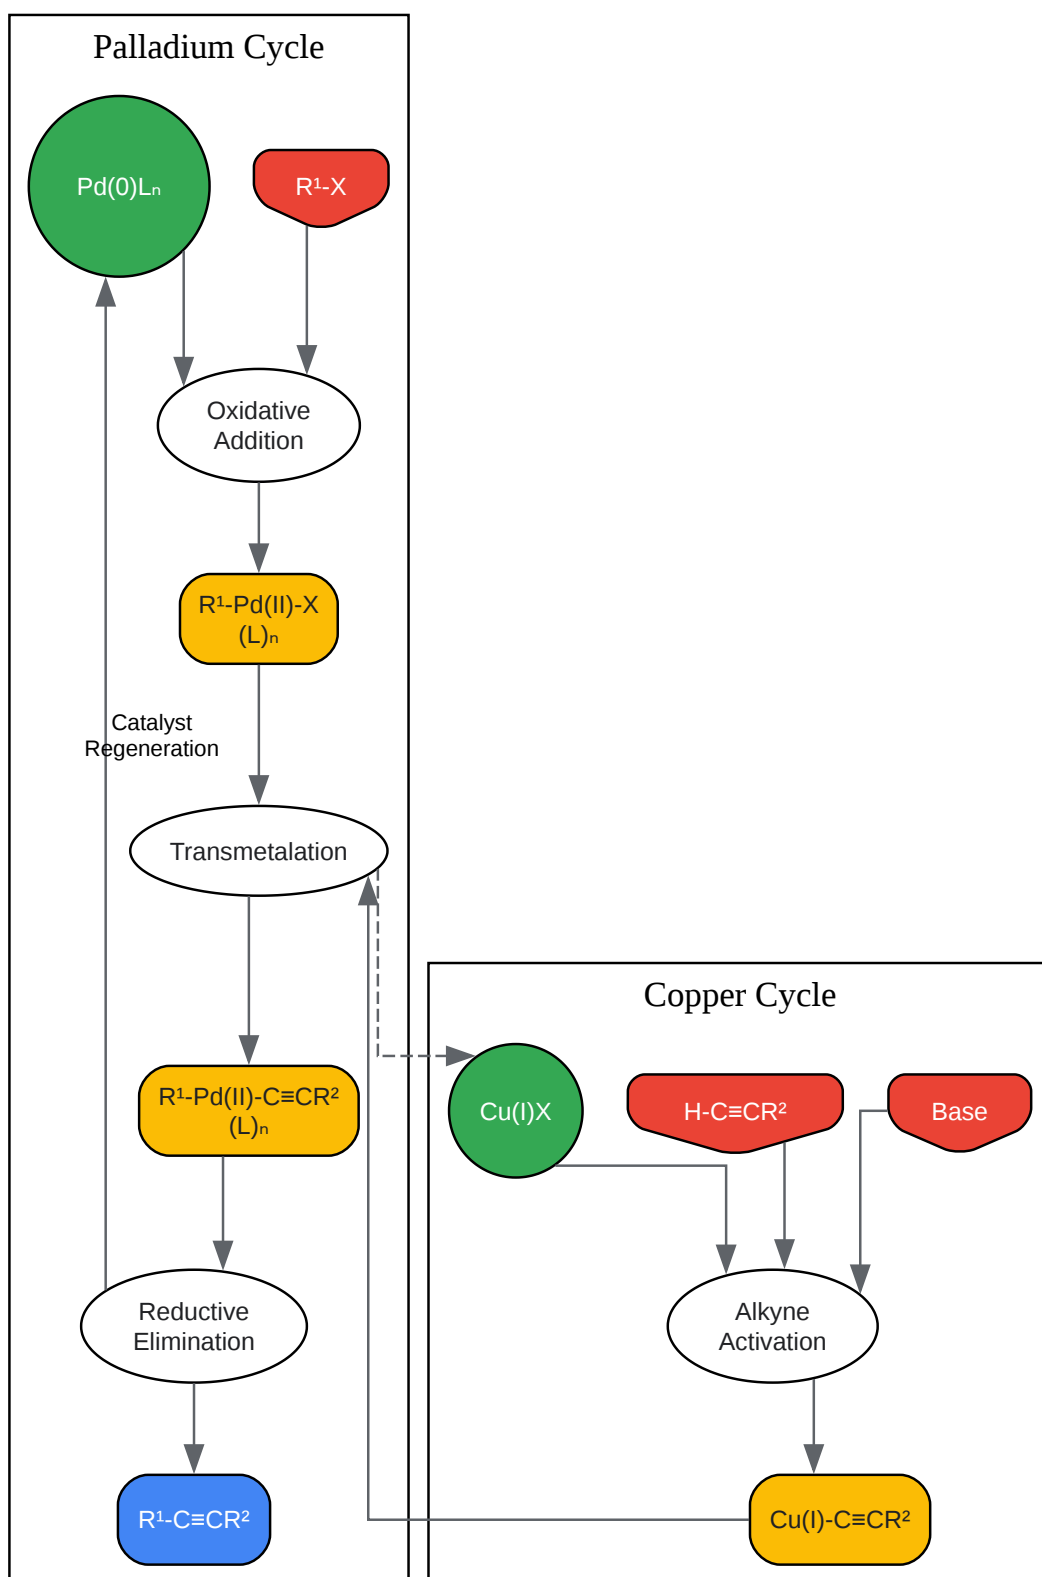 Palladium Cycle
Pd(0)Lₙ
R¹-X
Oxidative
Addition
R¹-Pd(II)-X
(L)ₙ
Catalyst
Regeneration
Transmetalation
R¹-Pd(II)-C≡CR²
(L)ₙ
Reductive
Elimination
R¹-C≡CR²
Copper Cycle
Cu(I)X
H-C≡CR²
Base
Alkyne
Activation
Cu(I)-C≡CR²